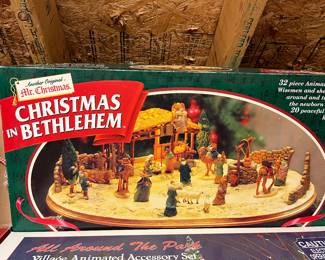 Another Original
Mr. Christmas
CHRISTMAS
IN BETHLEHEM
32 piece Anima
Wisemen and she
around and t
the newborn
20 peaceful
All Around The Park
Village Animated Accessory Set
CAUTI
ELECTRI